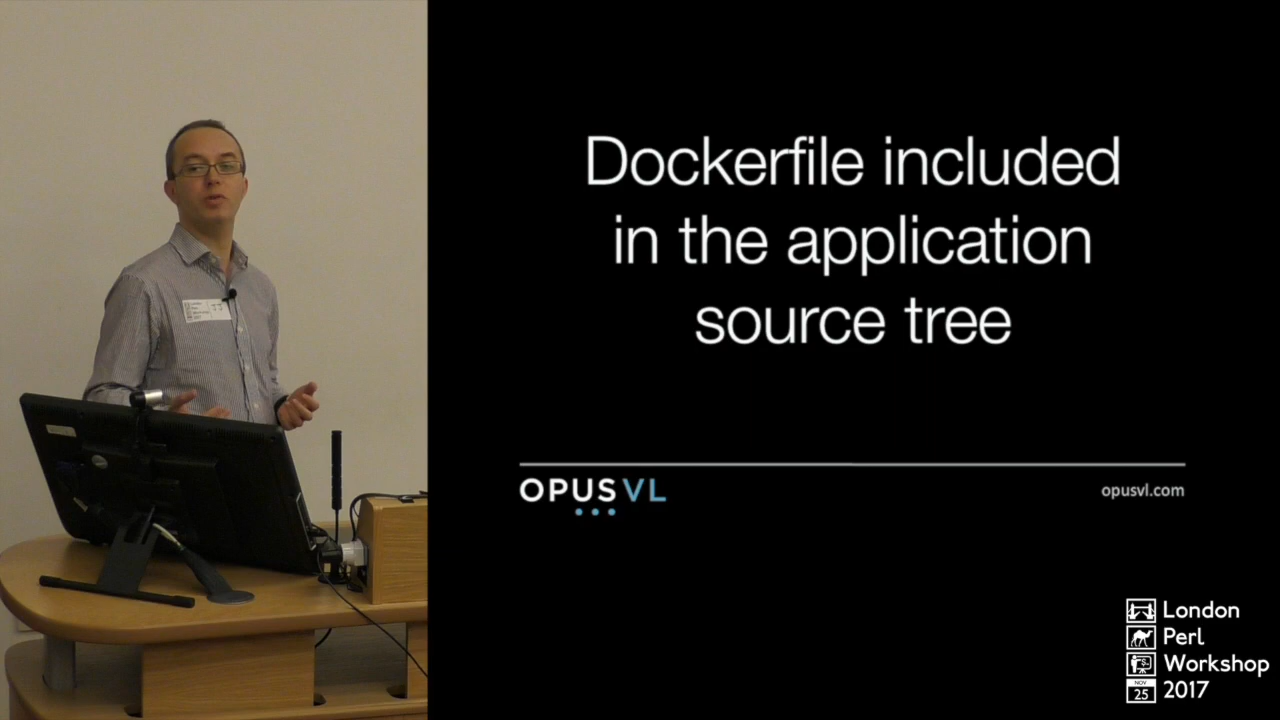 Dockerfile included
in the application
source tree
OPUSVL
opusvl.com
London
Perl
Workshop
NOV
25
2017